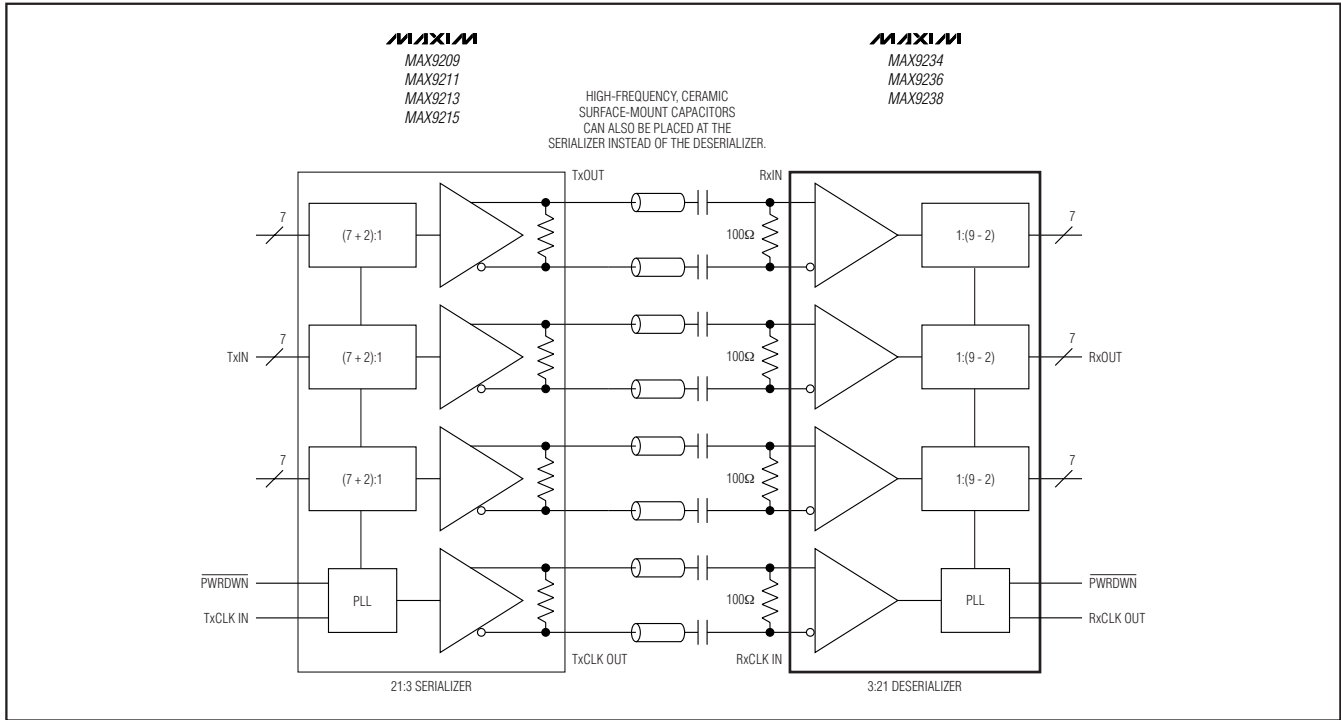 MAXIM
MAX9209
MAX9211
MAX9213
MAX9215
MAXIM
MAX9234
MAX9236
MAX9238
HIGH-FREQUENCY, CERAMIC
SURFACE-MOUNT CAPACITORS
CAN ALSO BE PLACED AT THE
SERIALIZER INSTEAD OF THE DESERIALIZER.
TxOUT
RxIN
7
(7 + 2):1
100Ω
1:(9 - 2)
7
TxIN
7
(7 + 2):1
100Ω
1:(9 - 2)
7
RxOUT
7
(7 + 2):1
100Ω
1:(9 - 2)
7
PWRDWN
TxCLK IN
PLL
100Ω
PLL
PWRDWN
RxCLK OUT
TxCLK OUT
RxCLK IN
21:3 SERIALIZER
3:21 DESERIALIZER